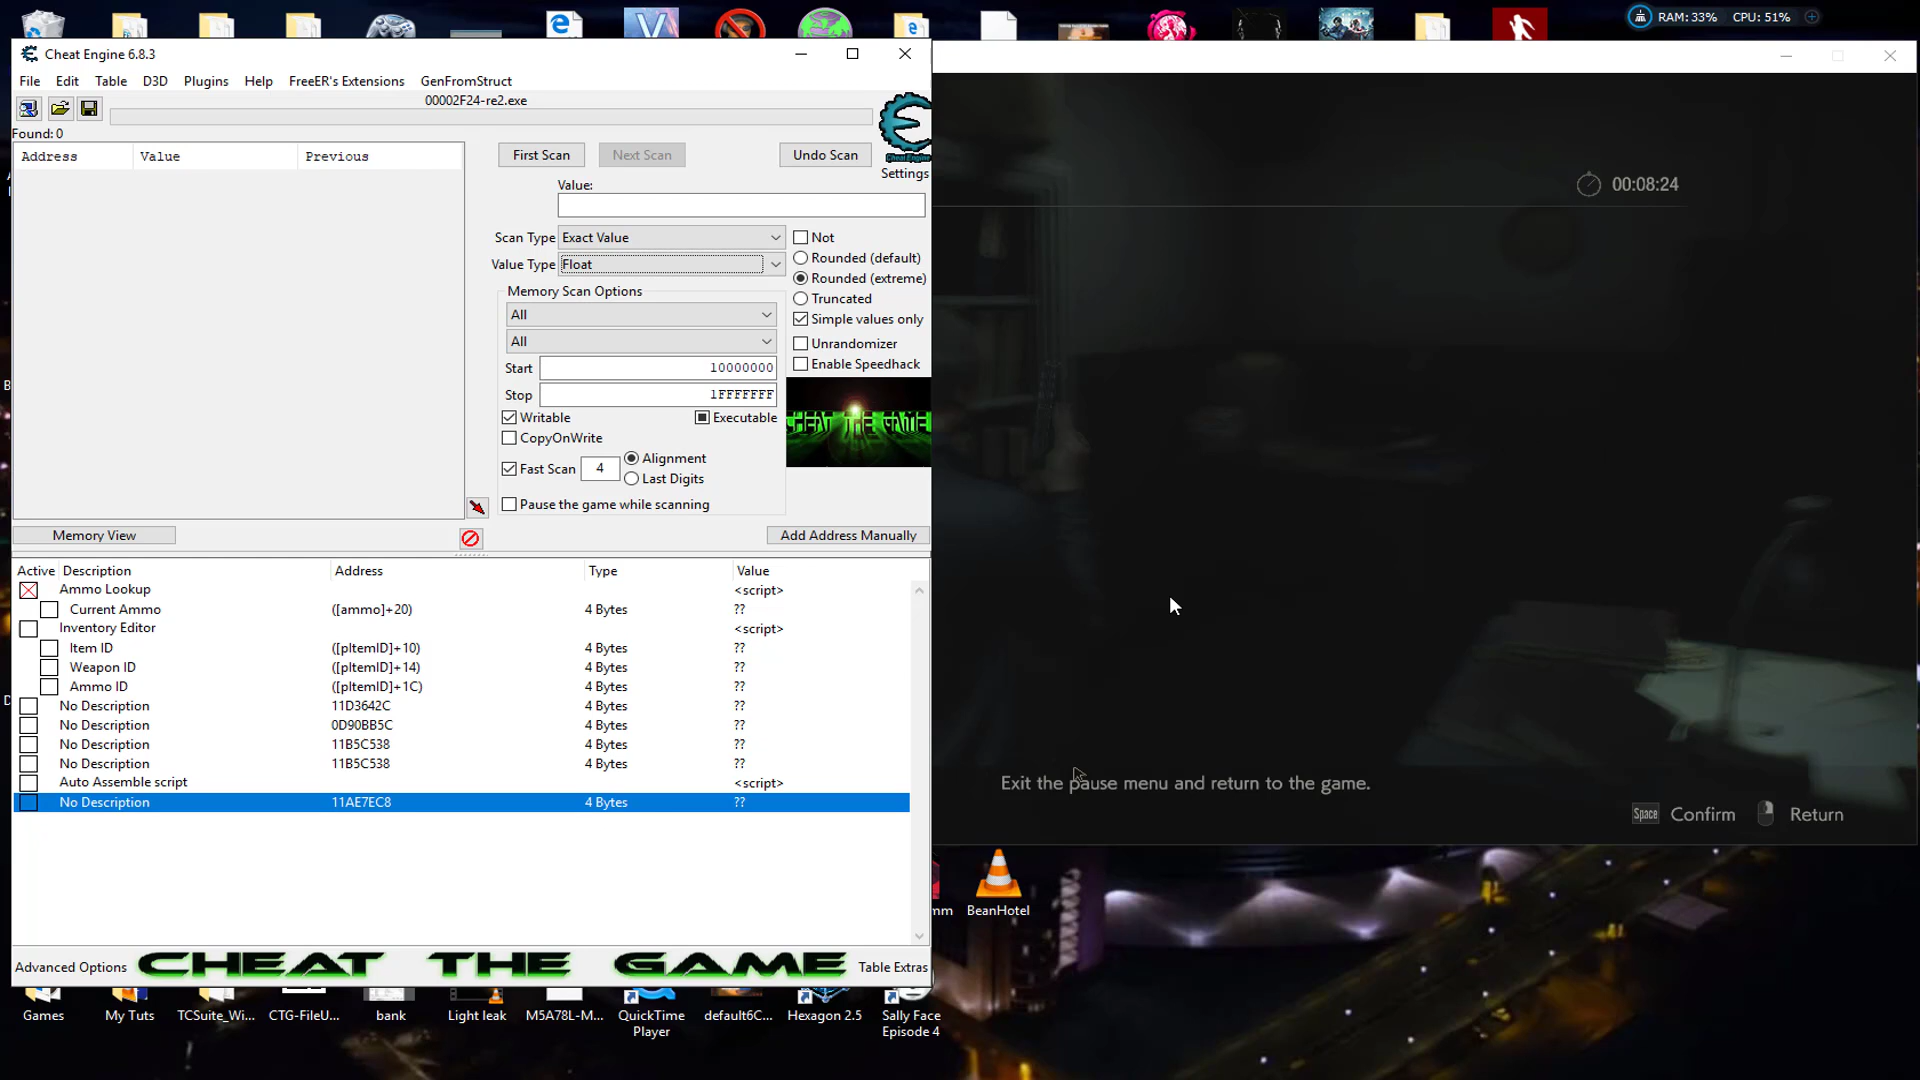 RAM: 33% CPU: 51%
Cheat Engine 6.8.3
File Edit Table D3D Plugins Help FreeER's Extensions GenFromStruct
00002F24-re2.exe
Found: 0
Address Value Previous
First Scan Next Scan Undo Scan
Cheat Engine
Settings
Value:
Scan Type Exact Value
Not
Value Type Float
Rounded (default)
Rounded (extreme)
Truncated
Simple values only
Unrandomizer
Enable Speedhack
Memory Scan Options
All
All
Start 10000000
Stop 1FFFFFFF
Writable Executable
CopyOnWrite
Fast Scan 4 Alignment
Last Digits
Pause the game while scanning
CHEAT THE GAME
Memory View Add Address Manually
Active Description Address Type Value
Ammo Lookup <script>
Current Ammo ([ammo]+20) 4 Bytes ??
Inventory Editor <script>
Item ID ([pItemID]+10) 4 Bytes ??
Weapon ID ([pItemID]+14) 4 Bytes ??
Ammo ID ([pItemID]+1C) 4 Bytes ??
No Description 11D3642C 4 Bytes ??
No Description 0D90BB5C 4 Bytes ??
No Description 11B5C538 4 Bytes ??
No Description 11B5C538 4 Bytes ??
Auto Assemble script <script>
No Description 11AE7EC8 4 Bytes ??
Advanced Options CHEAT THE GAME Table Extras
00:08:24
Exit the pause menu and return to the game.
Space Confirm Return
mm BeanHotel
Games My Tuts TCSuite_Wi... CTG-FileU... bank Light leak M5A78L-M... QuickTime Player default6C... Hexagon 2.5 Sally Face Episode 4